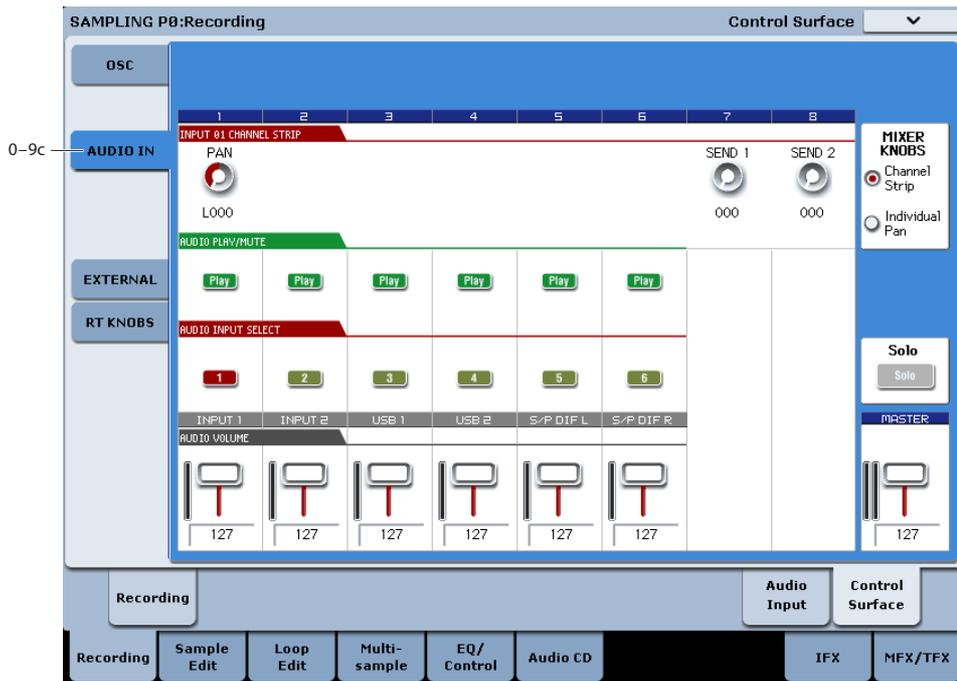 SAMPLING P0:Recording
Control Surface
OSC
0–9c
AUDIO IN
EXTERNAL
RT KNOBS
1 2 3 4 5 6 7 8
INPUT 01 CHANNEL STRIP
PAN
SEND 1
SEND 2
L000
000
000
MIXER
KNOBS
Channel
Strip
Individual
Pan
AUDIO PLAY/MUTE
Play Play Play Play Play Play
AUDIO INPUT SELECT
1 2 3 4 5 6
INPUT 1 INPUT 2 USB 1 USB 2 S/P DIF L S/P DIF R
Solo
Solo
AUDIO VOLUME
MASTER
127 127 127 127 127 127
127
Recording
Audio
Input
Control
Surface
Recording
Sample
Edit
Loop
Edit
Multi-
sample
EQ/
Control
Audio CD
IFX
MFX/TFX